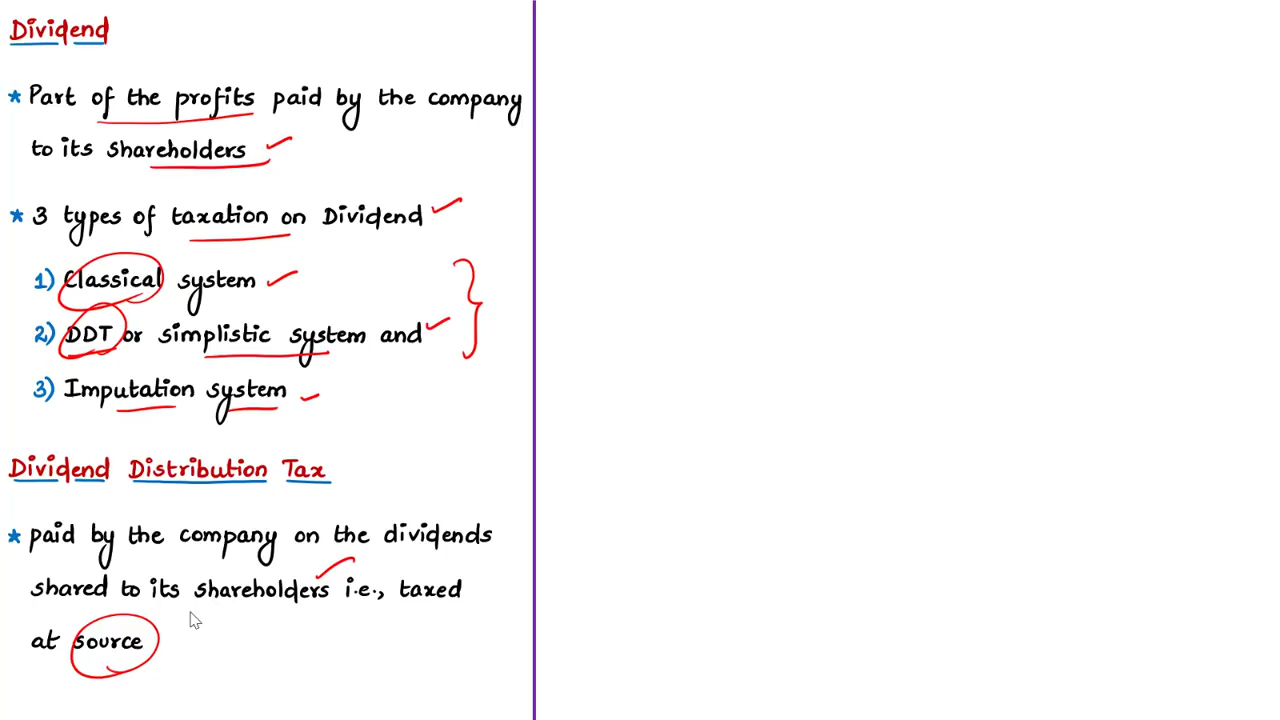 Dividend
* Part of the profits paid by the company
to its shareholders
* 3 types of taxation on Dividend
1) Classical system
2) DDT or simplistic system and
3) Imputation system
Dividend Distribution Tax
* paid by the company on the dividends
shared to its shareholders i.e., taxed
at source